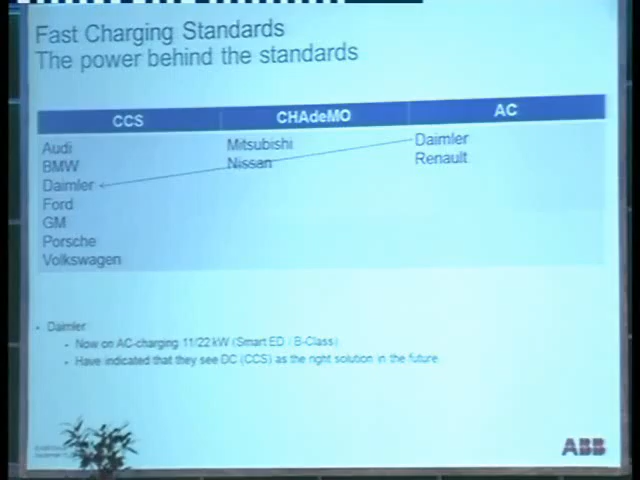 Fast Charging Standards
The power behind the standards
CCS CHAdeMO AC
Audi Mitsubishi Daimler
BMW Nissan Renault
Daimler
Ford
GM
Porsche
Volkswagen
• Daimler
• Now on AC-charging 11/22 kW (Smart ED / B-Class)
• Have indicated that they see DC (CCS) as the right solution in the future
ABB